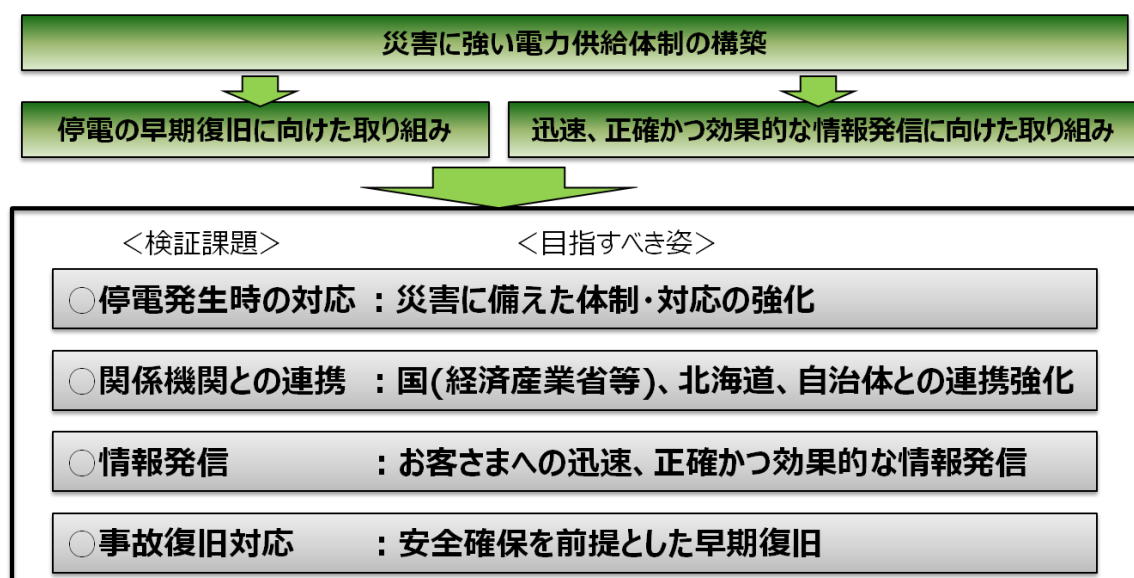 災害に強い電力供給体制の構築
停電の早期復旧に向けた取り組み
迅速、正確かつ効果的な情報発信に向けた取り組み
＜検証課題＞ ＜目指すべき姿＞
○停電発生時の対応 ：災害に備えた体制・対応の強化
○関係機関との連携 ：国(経済産業省等)、北海道、自治体との連携強化
○情報発信 ：お客さまへの迅速、正確かつ効果的な情報発信
○事故復旧対応 ：安全確保を前提とした早期復旧